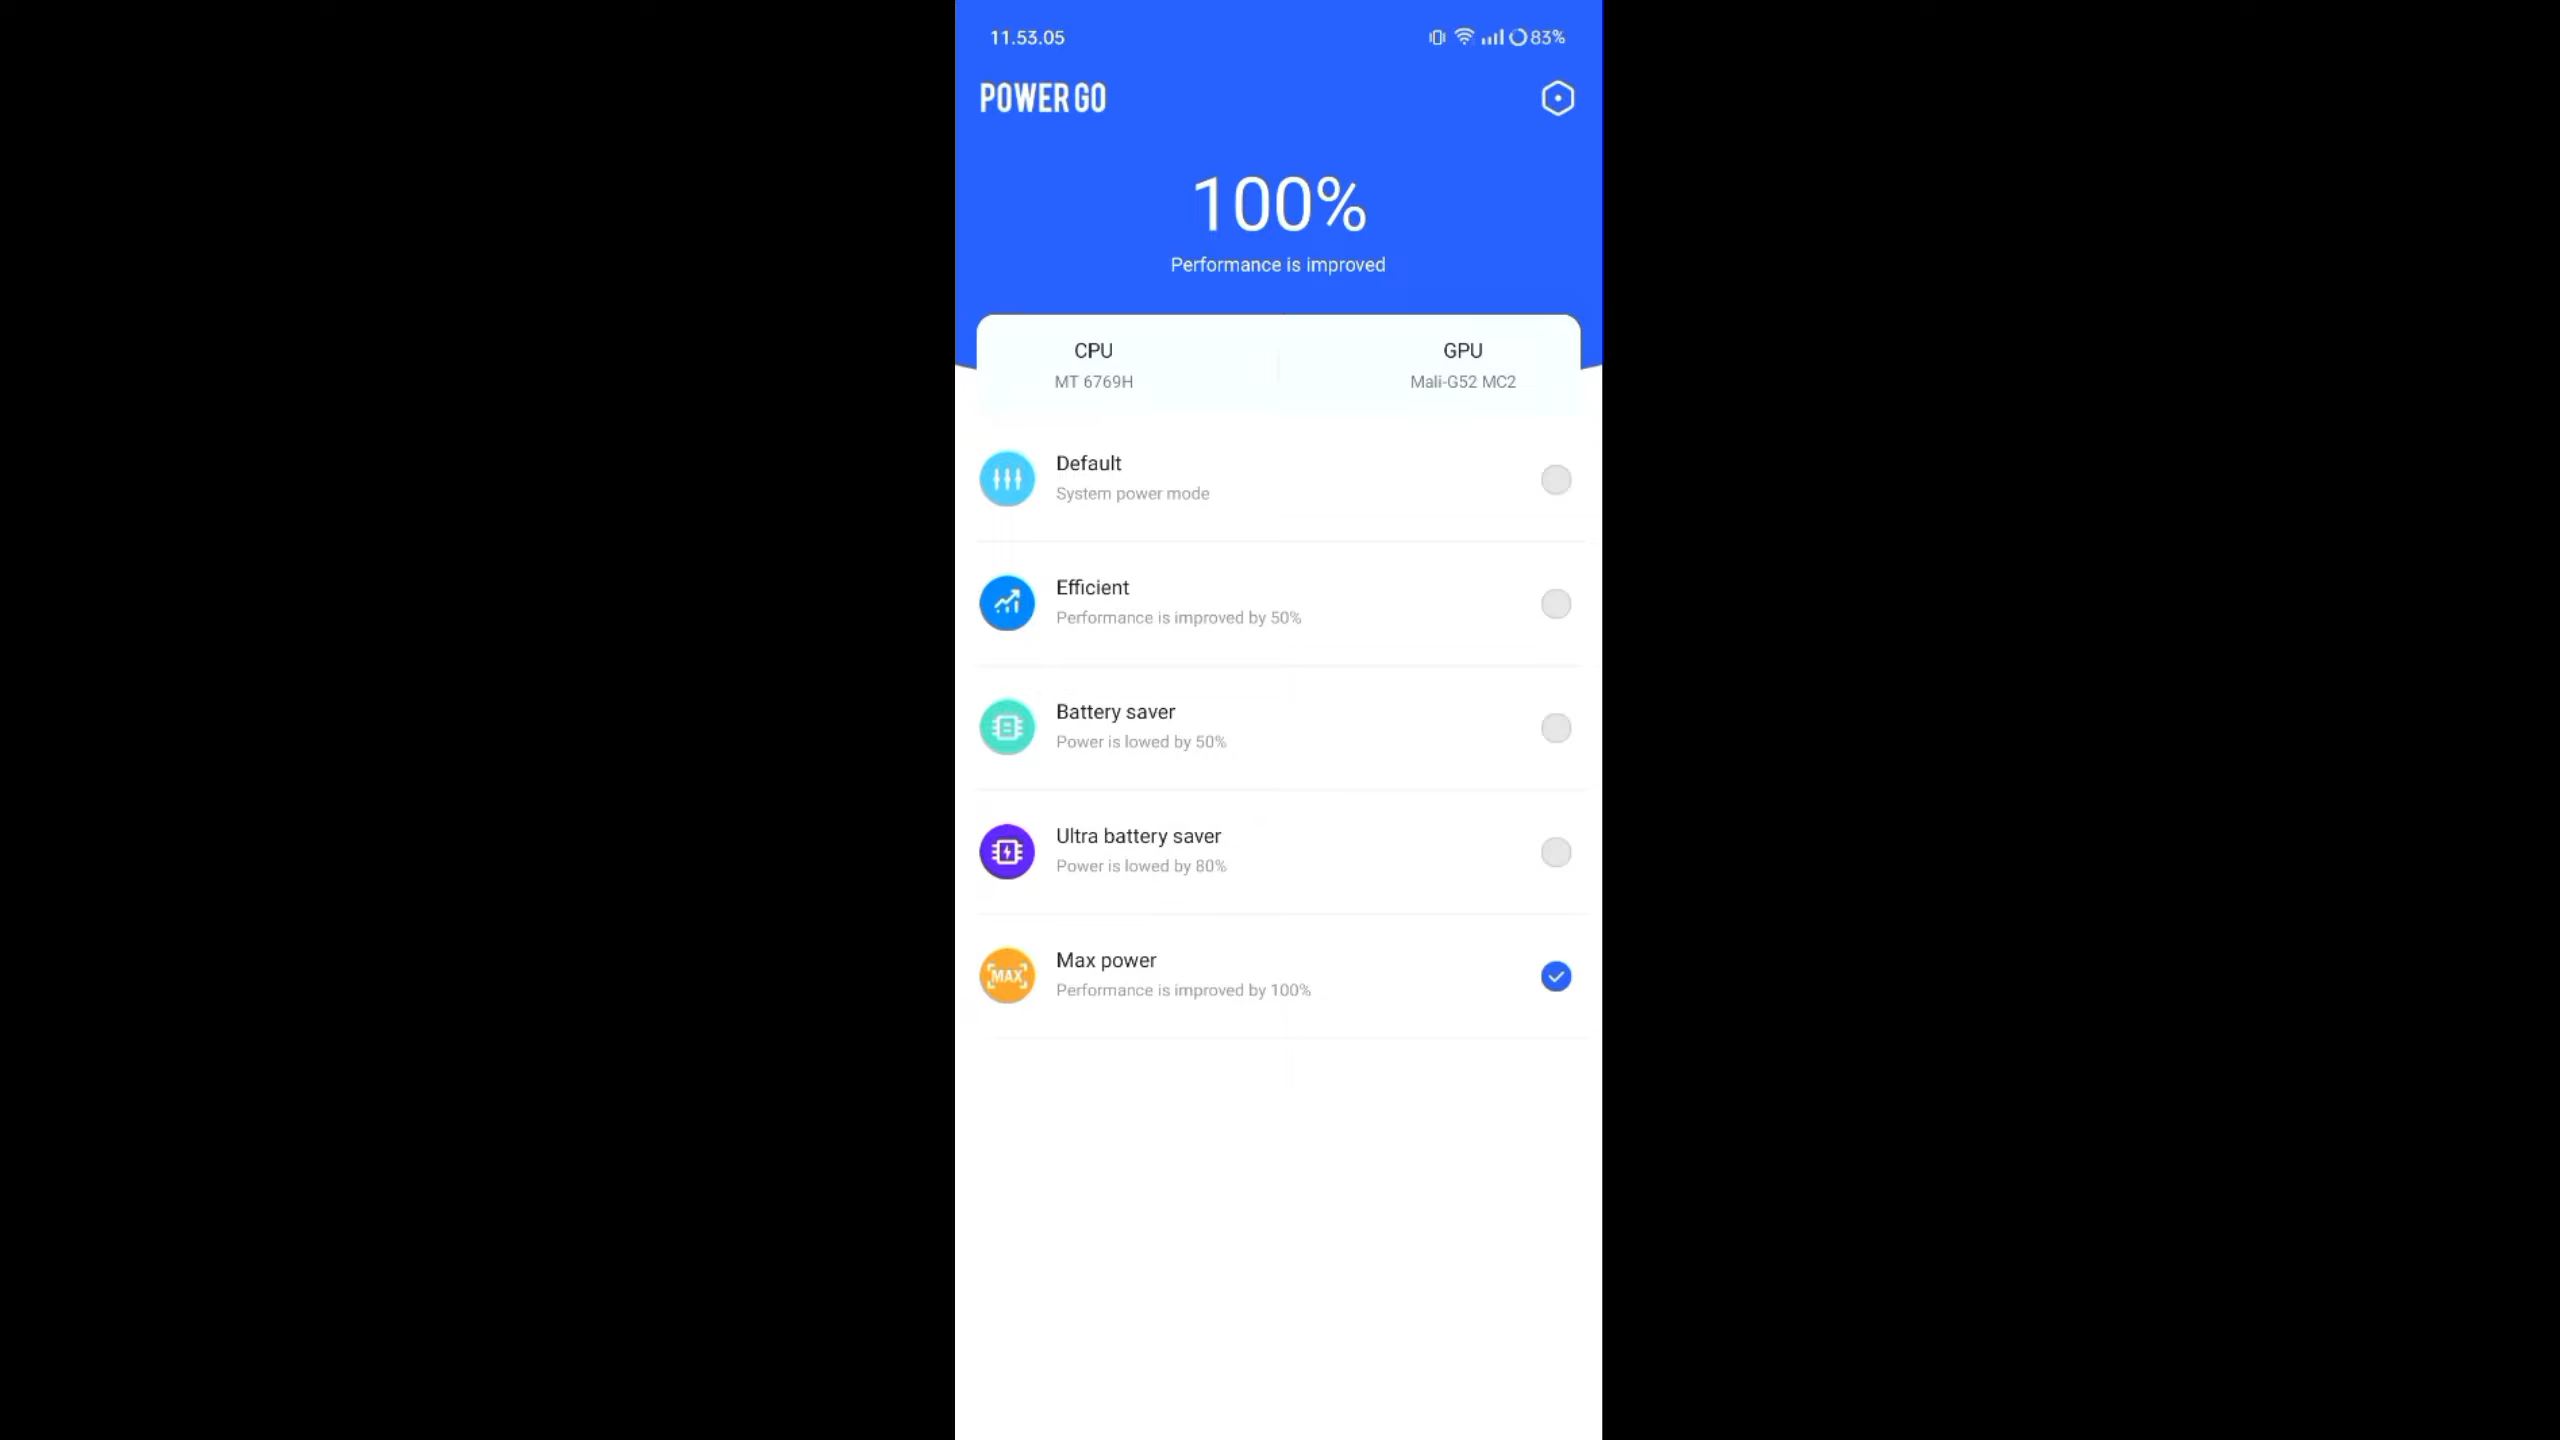 11.53.05
83%
POWER GO
100%
Performance is improved
CPU
GPU
MT 6769H
Mali-G52 MC2
Default
System power mode
Efficient
Performance is improved by 50%
Battery saver
Power is lowed by 50%
Ultra battery saver
Power is lowed by 80%
MAX
Max power
Performance is improved by 100%